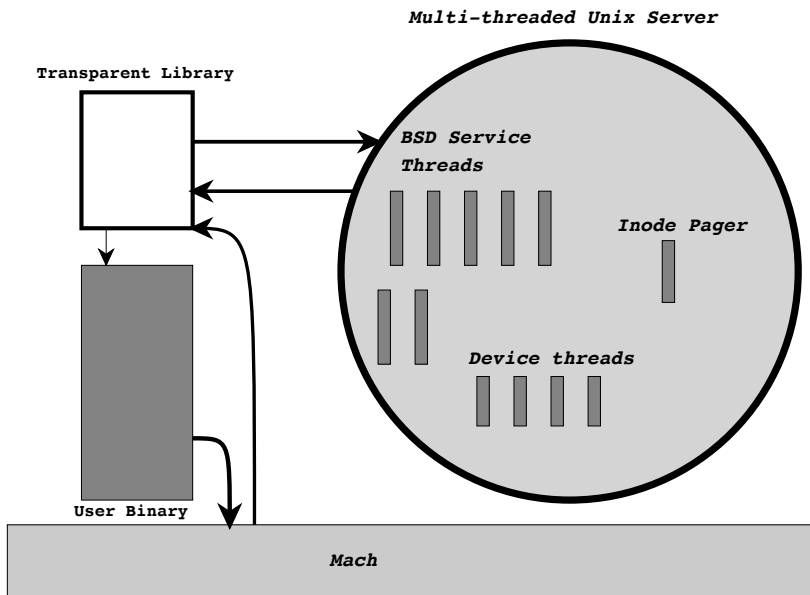 Multi-threaded Unix Server
Transparent Library
BSD Service
Threads
Inode Pager
Device threads
User Binary
Mach